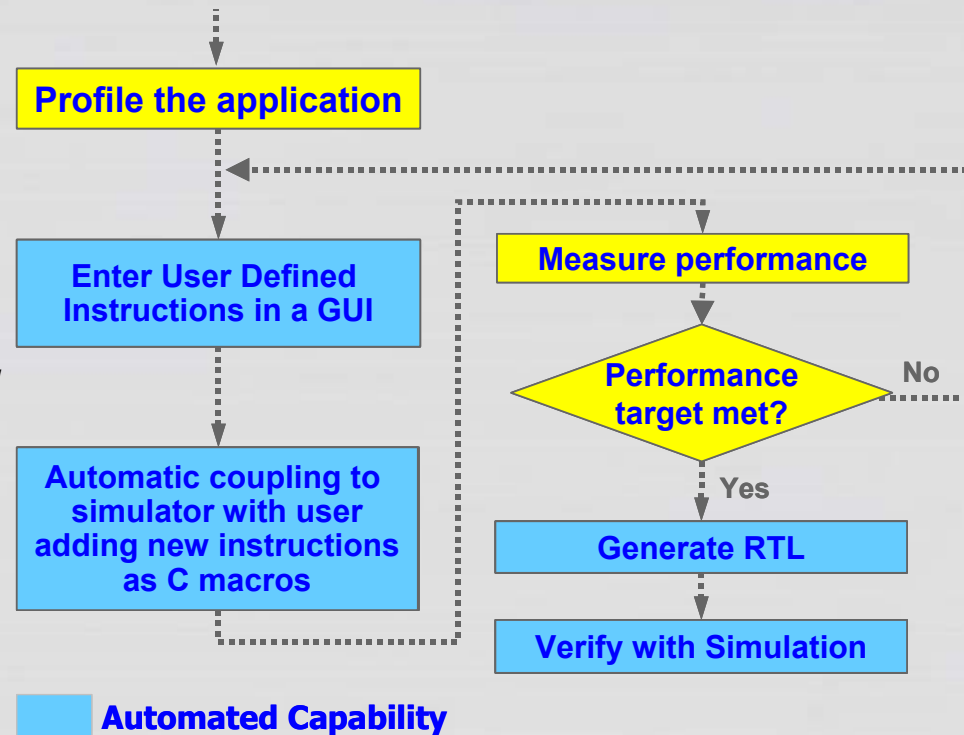 Profile the application
Enter User Defined
Instructions in a GUI
Automatic coupling to
simulator with user
adding new instructions
as C macros
Measure performance
Performance
target met?
No
Yes
Generate RTL
Verify with Simulation
Automated Capability